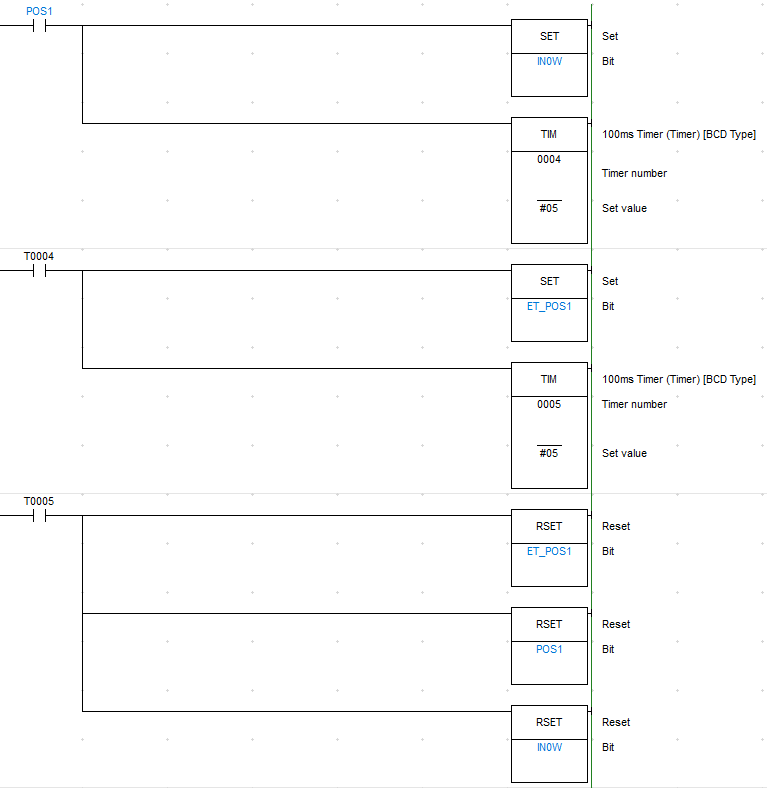 POS1
SET Set
IN0W Bit
TIM 100ms Timer (Timer) [BCD Type]
0004
Timer number
#05 Set value
T0004
SET Set
ET_POS1 Bit
TIM 100ms Timer (Timer) [BCD Type]
0005 Timer number
#05 Set value
T0005
RSET Reset
ET_POS1 Bit
RSET Reset
POS1 Bit
RSET Reset
IN0W Bit